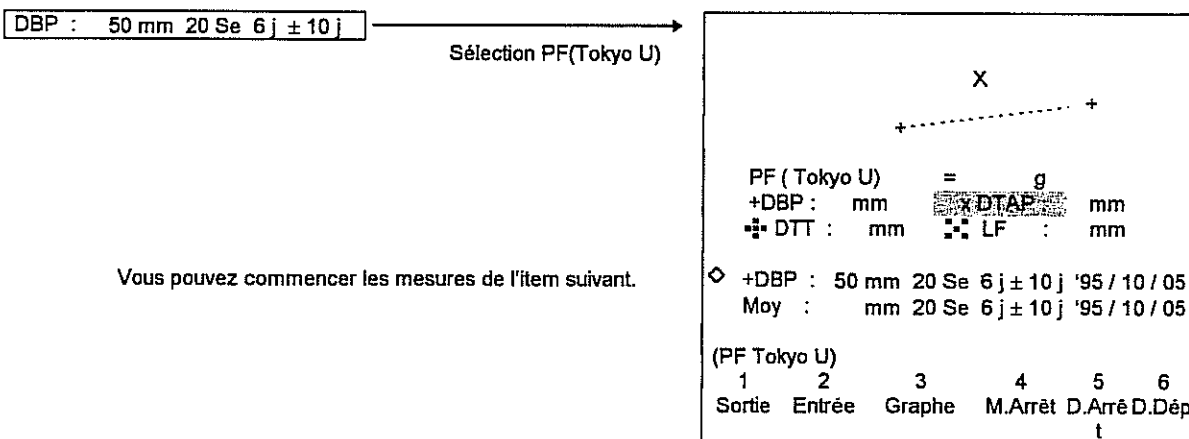 DBP : 50 mm 20 Se 6 j ± 10 j
Sélection PF(Tokyo U)
X
+
+
PF ( Tokyo U) = g
+DBP : mm x DTAP : mm
DTT : mm LF : mm
Vous pouvez commencer les mesures de l'item suivant.
◇ +DBP : 50 mm 20 Se 6 j ± 10 j '95 / 10 / 05
Moy : mm 20 Se 6 j ± 10 j '95 / 10 / 05
(PF Tokyo U)
1 2 3 4 5 6
Sortie Entrée Graphe M.Arrêt D.Arrê D.Dép
t